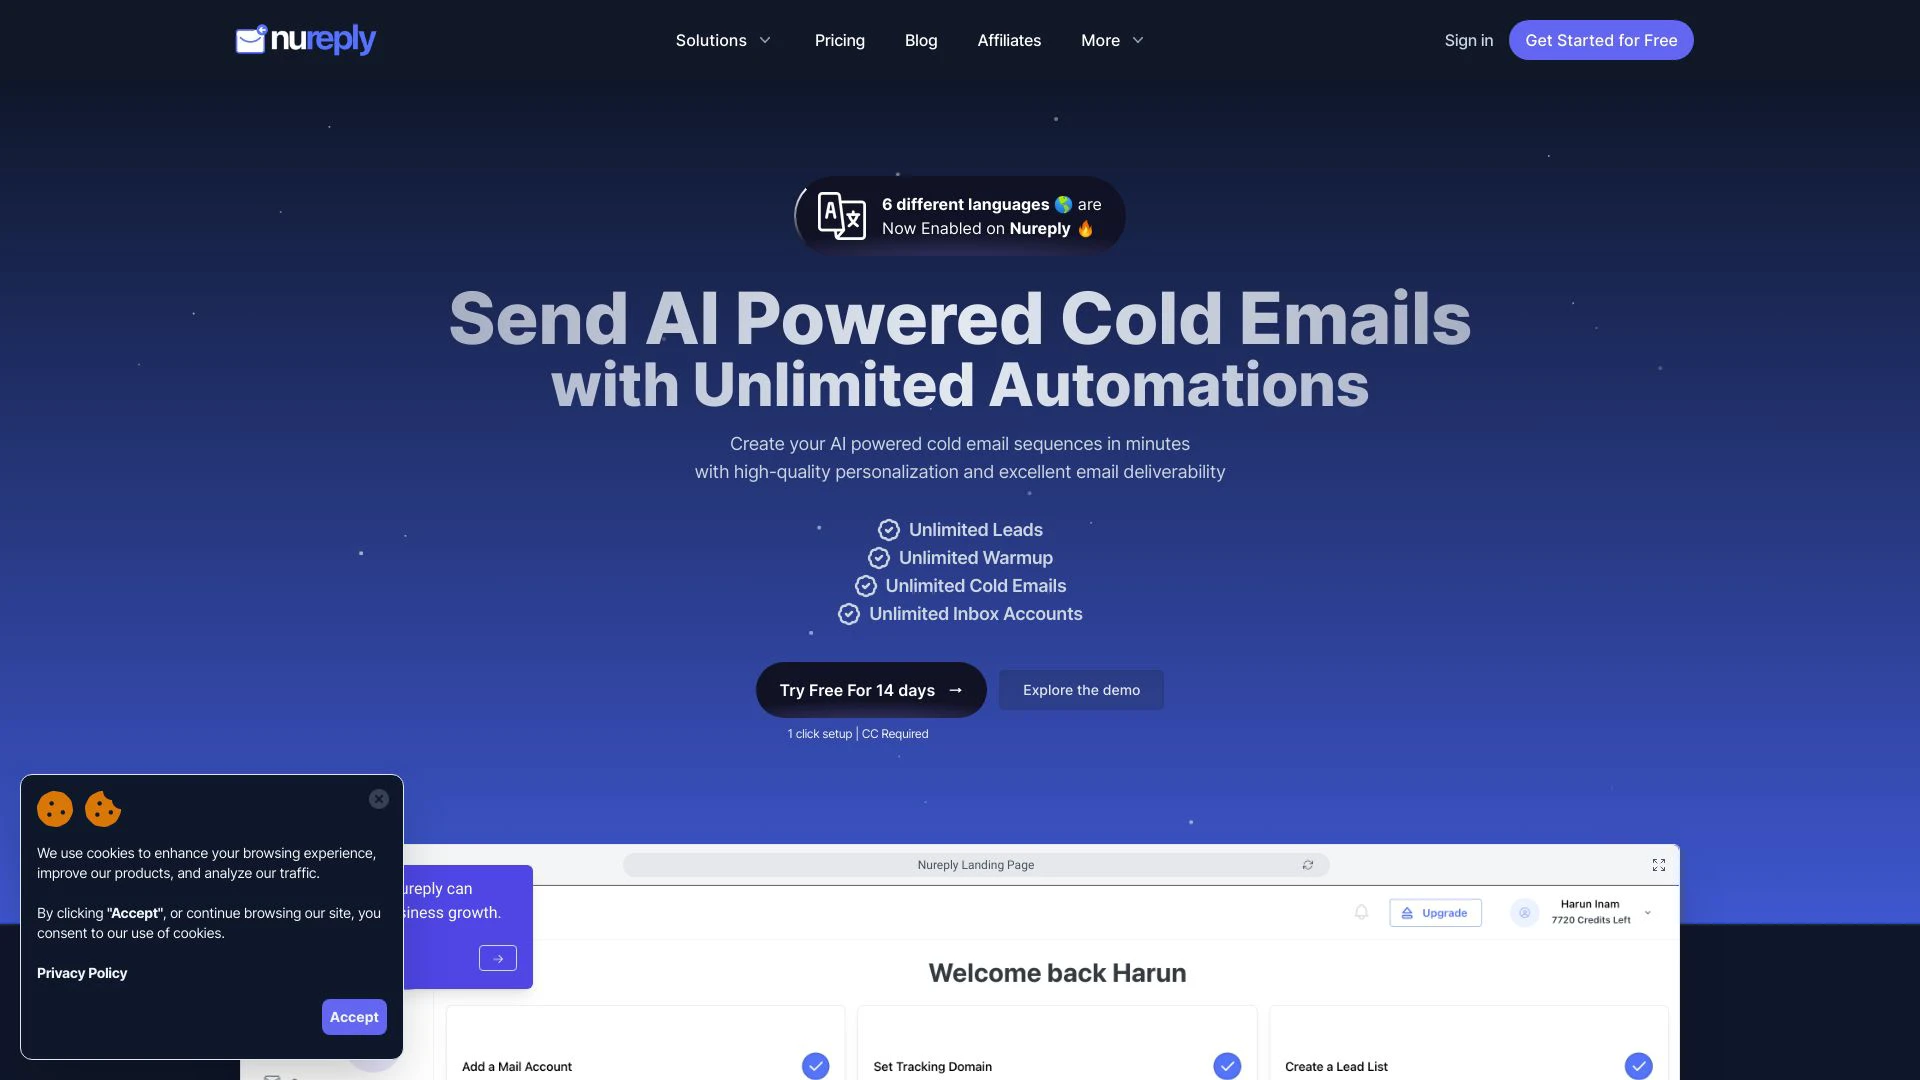 nureply
Solutions
Pricing
Blog
Affiliates
More
Sign in
Get Started for Free
6 different languages 🌎 are
Now Enabled on Nureply 🔥
Send AI Powered Cold Emails
with Unlimited Automations
Create your AI powered cold email sequences in minutes
with high-quality personalization and excellent email deliverability
Unlimited Leads
Unlimited Warmup
Unlimited Cold Emails
Unlimited Inbox Accounts
Try Free For 14 days →
Explore the demo
1 click setup | CC Required
We use cookies to enhance your browsing experience,
improve our products, and analyze our traffic.
By clicking "Accept", or continue browsing our site, you
consent to our use of cookies.
Privacy Policy
Accept
Nureply Landing Page
ureply can
siness growth.
Upgrade
Harun Inam
7720 Credits Left
Welcome back Harun
Add a Mail Account
Set Tracking Domain
Create a Lead List